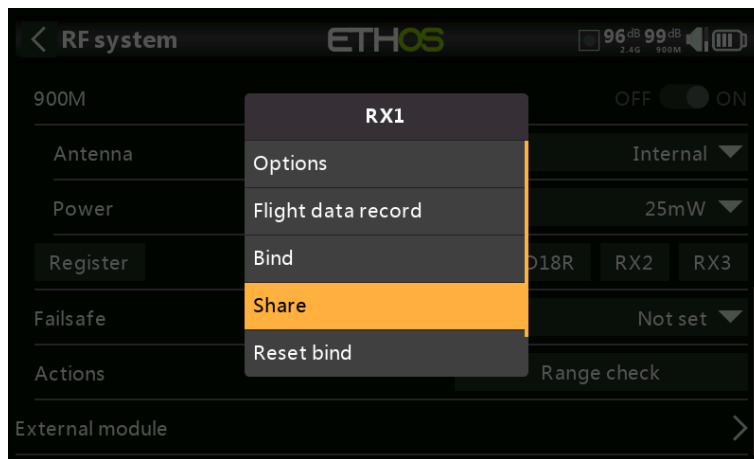 RF system
ETHOS
96dB 2.4G 99dB 900M
900M
OFF ON
RX1
Antenna
Internal
Options
Power
Flight data record
25mW
Register
Bind
D18R RX2 RX3
Share
Failsafe
Not set
Reset bind
Actions
Range check
External module